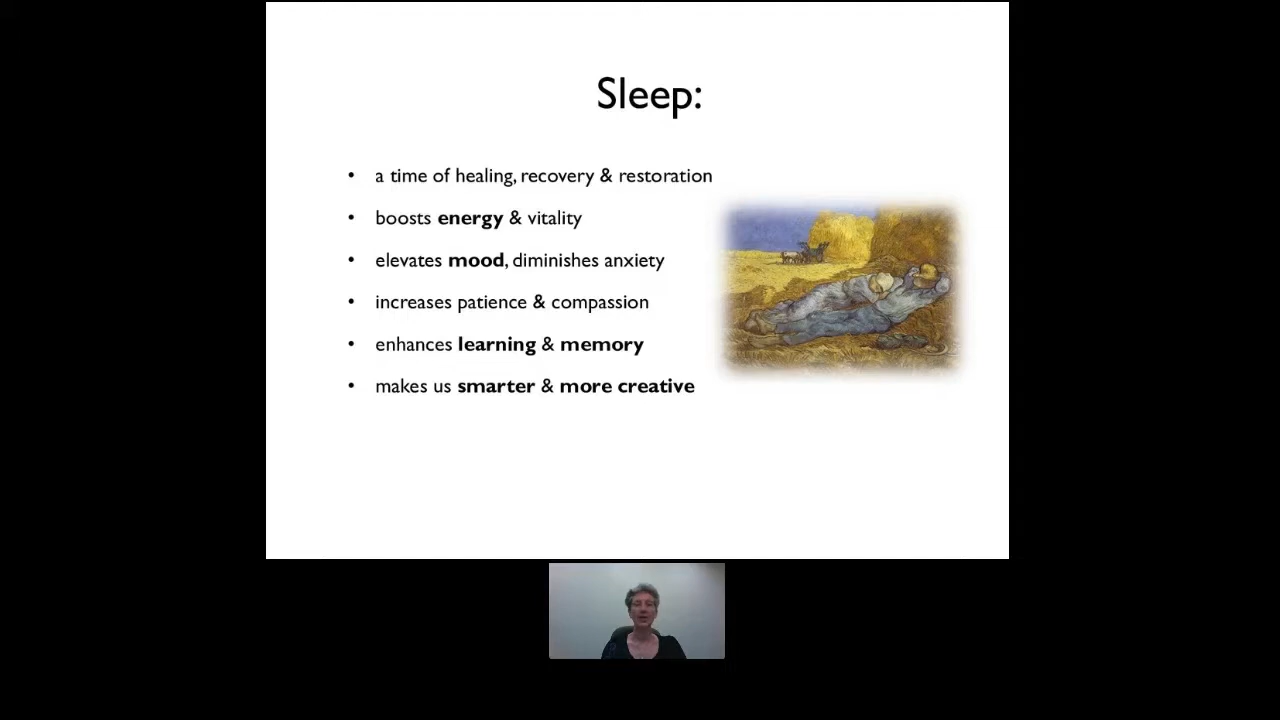 Sleep:
• a time of healing, recovery & restoration
• boosts energy & vitality
• elevates mood, diminishes anxiety
• increases patience & compassion
• enhances learning & memory
• makes us smarter & more creative